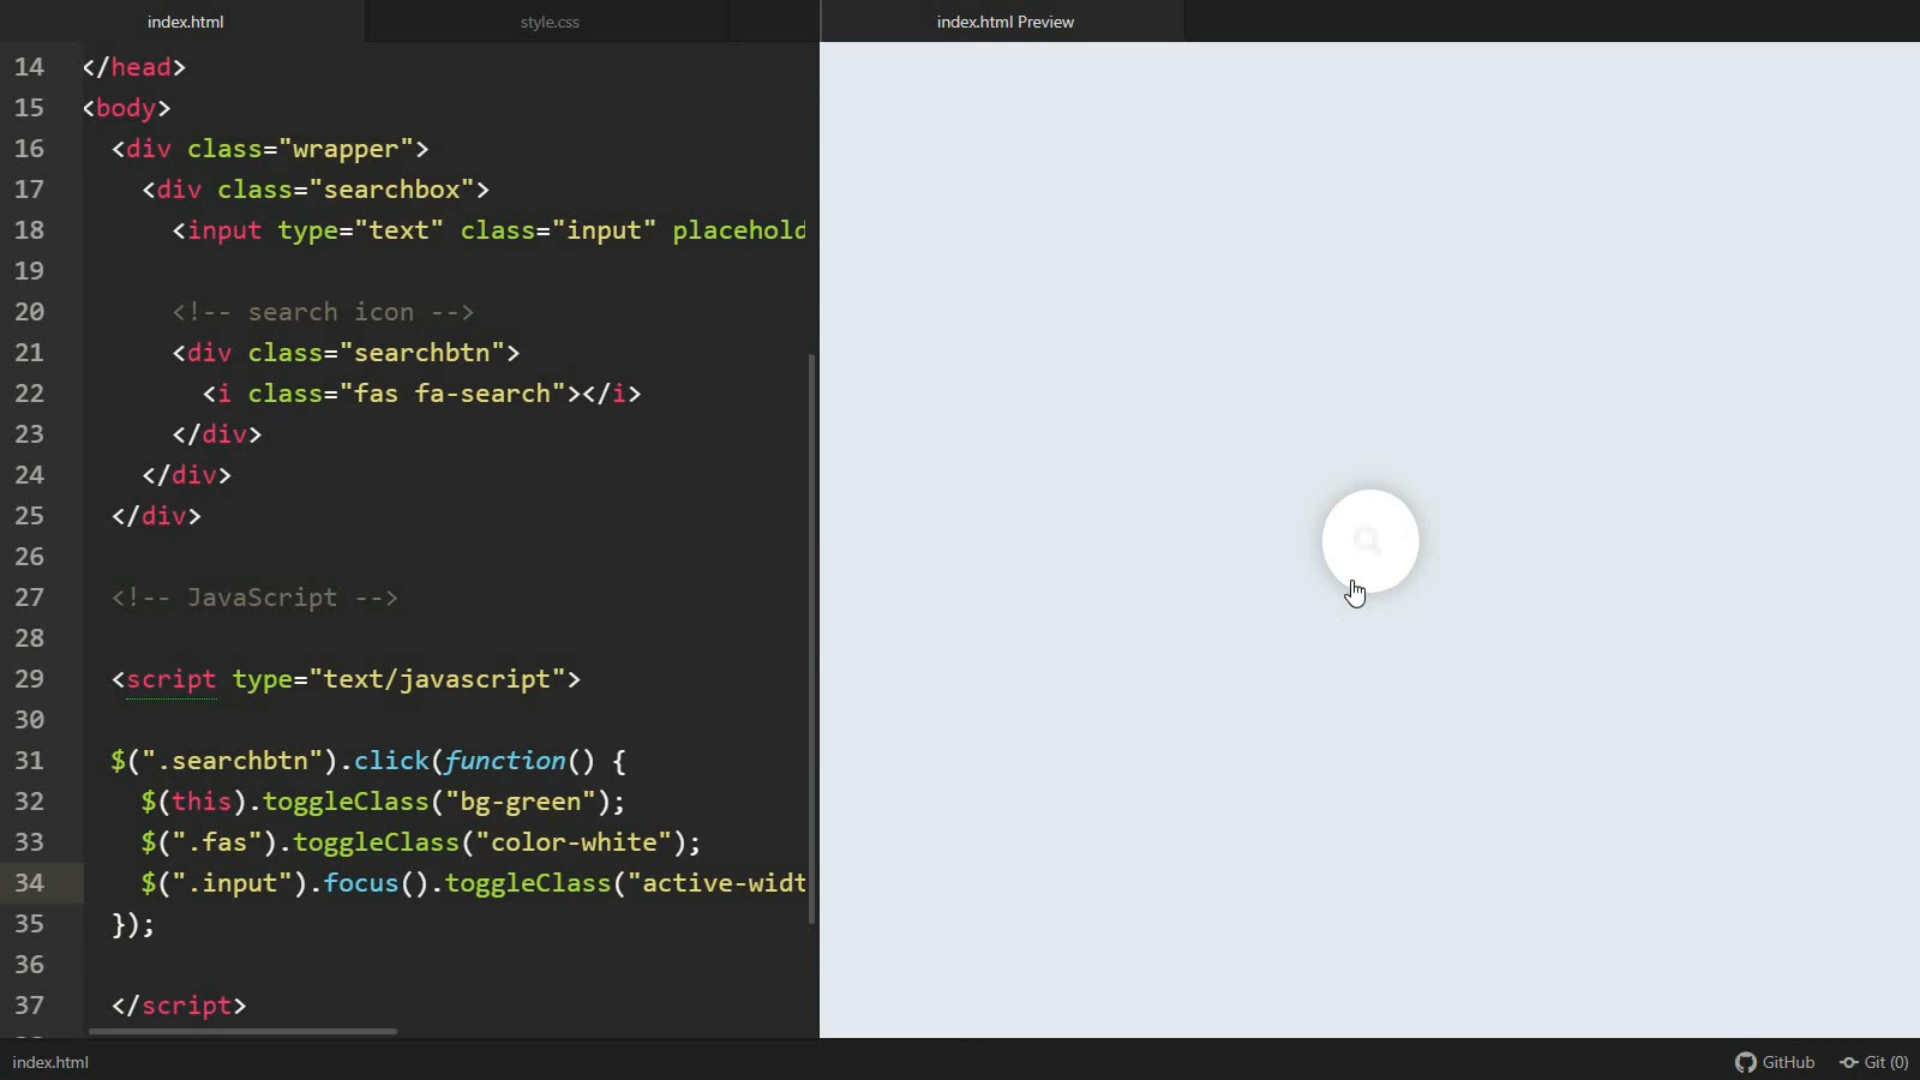 index.html
style.css
index.html Preview
14 </head>
15 <body>
16 <div class="wrapper">
17 <div class="searchbox">
18 <input type="text" class="input" placehold
19
20 <!-- search icon -->
21 <div class="searchbtn">
22 <i class="fas fa-search"></i>
23 </div>
24 </div>
25 </div>
26
27 <!-- JavaScript -->
28
29 <script type="text/javascript">
30
31 $(".searchbtn").click(function() {
32 $(this).toggleClass("bg-green");
33 $(".fas").toggleClass("color-white");
34 $(".input").focus().toggleClass("active-widt
35 });
36
37 </script>
index.html
GitHub
Git (0)